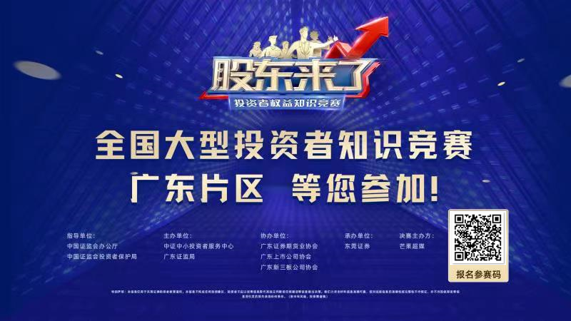 股东来了
投资者权益知识竞赛
全国大型投资者知识竞赛
广东片区 等您参加!
指导单位:
中国证监会办公厅
中国证监会投资者保护局
主办单位:
中证中小投资者服务中心
广东证监局
协办单位:
广东证券期货业协会
广东上市公司协会
广东新三板公司协会
承办单位:
东莞证券
决赛主办方:
芒果超媒
报名参赛码